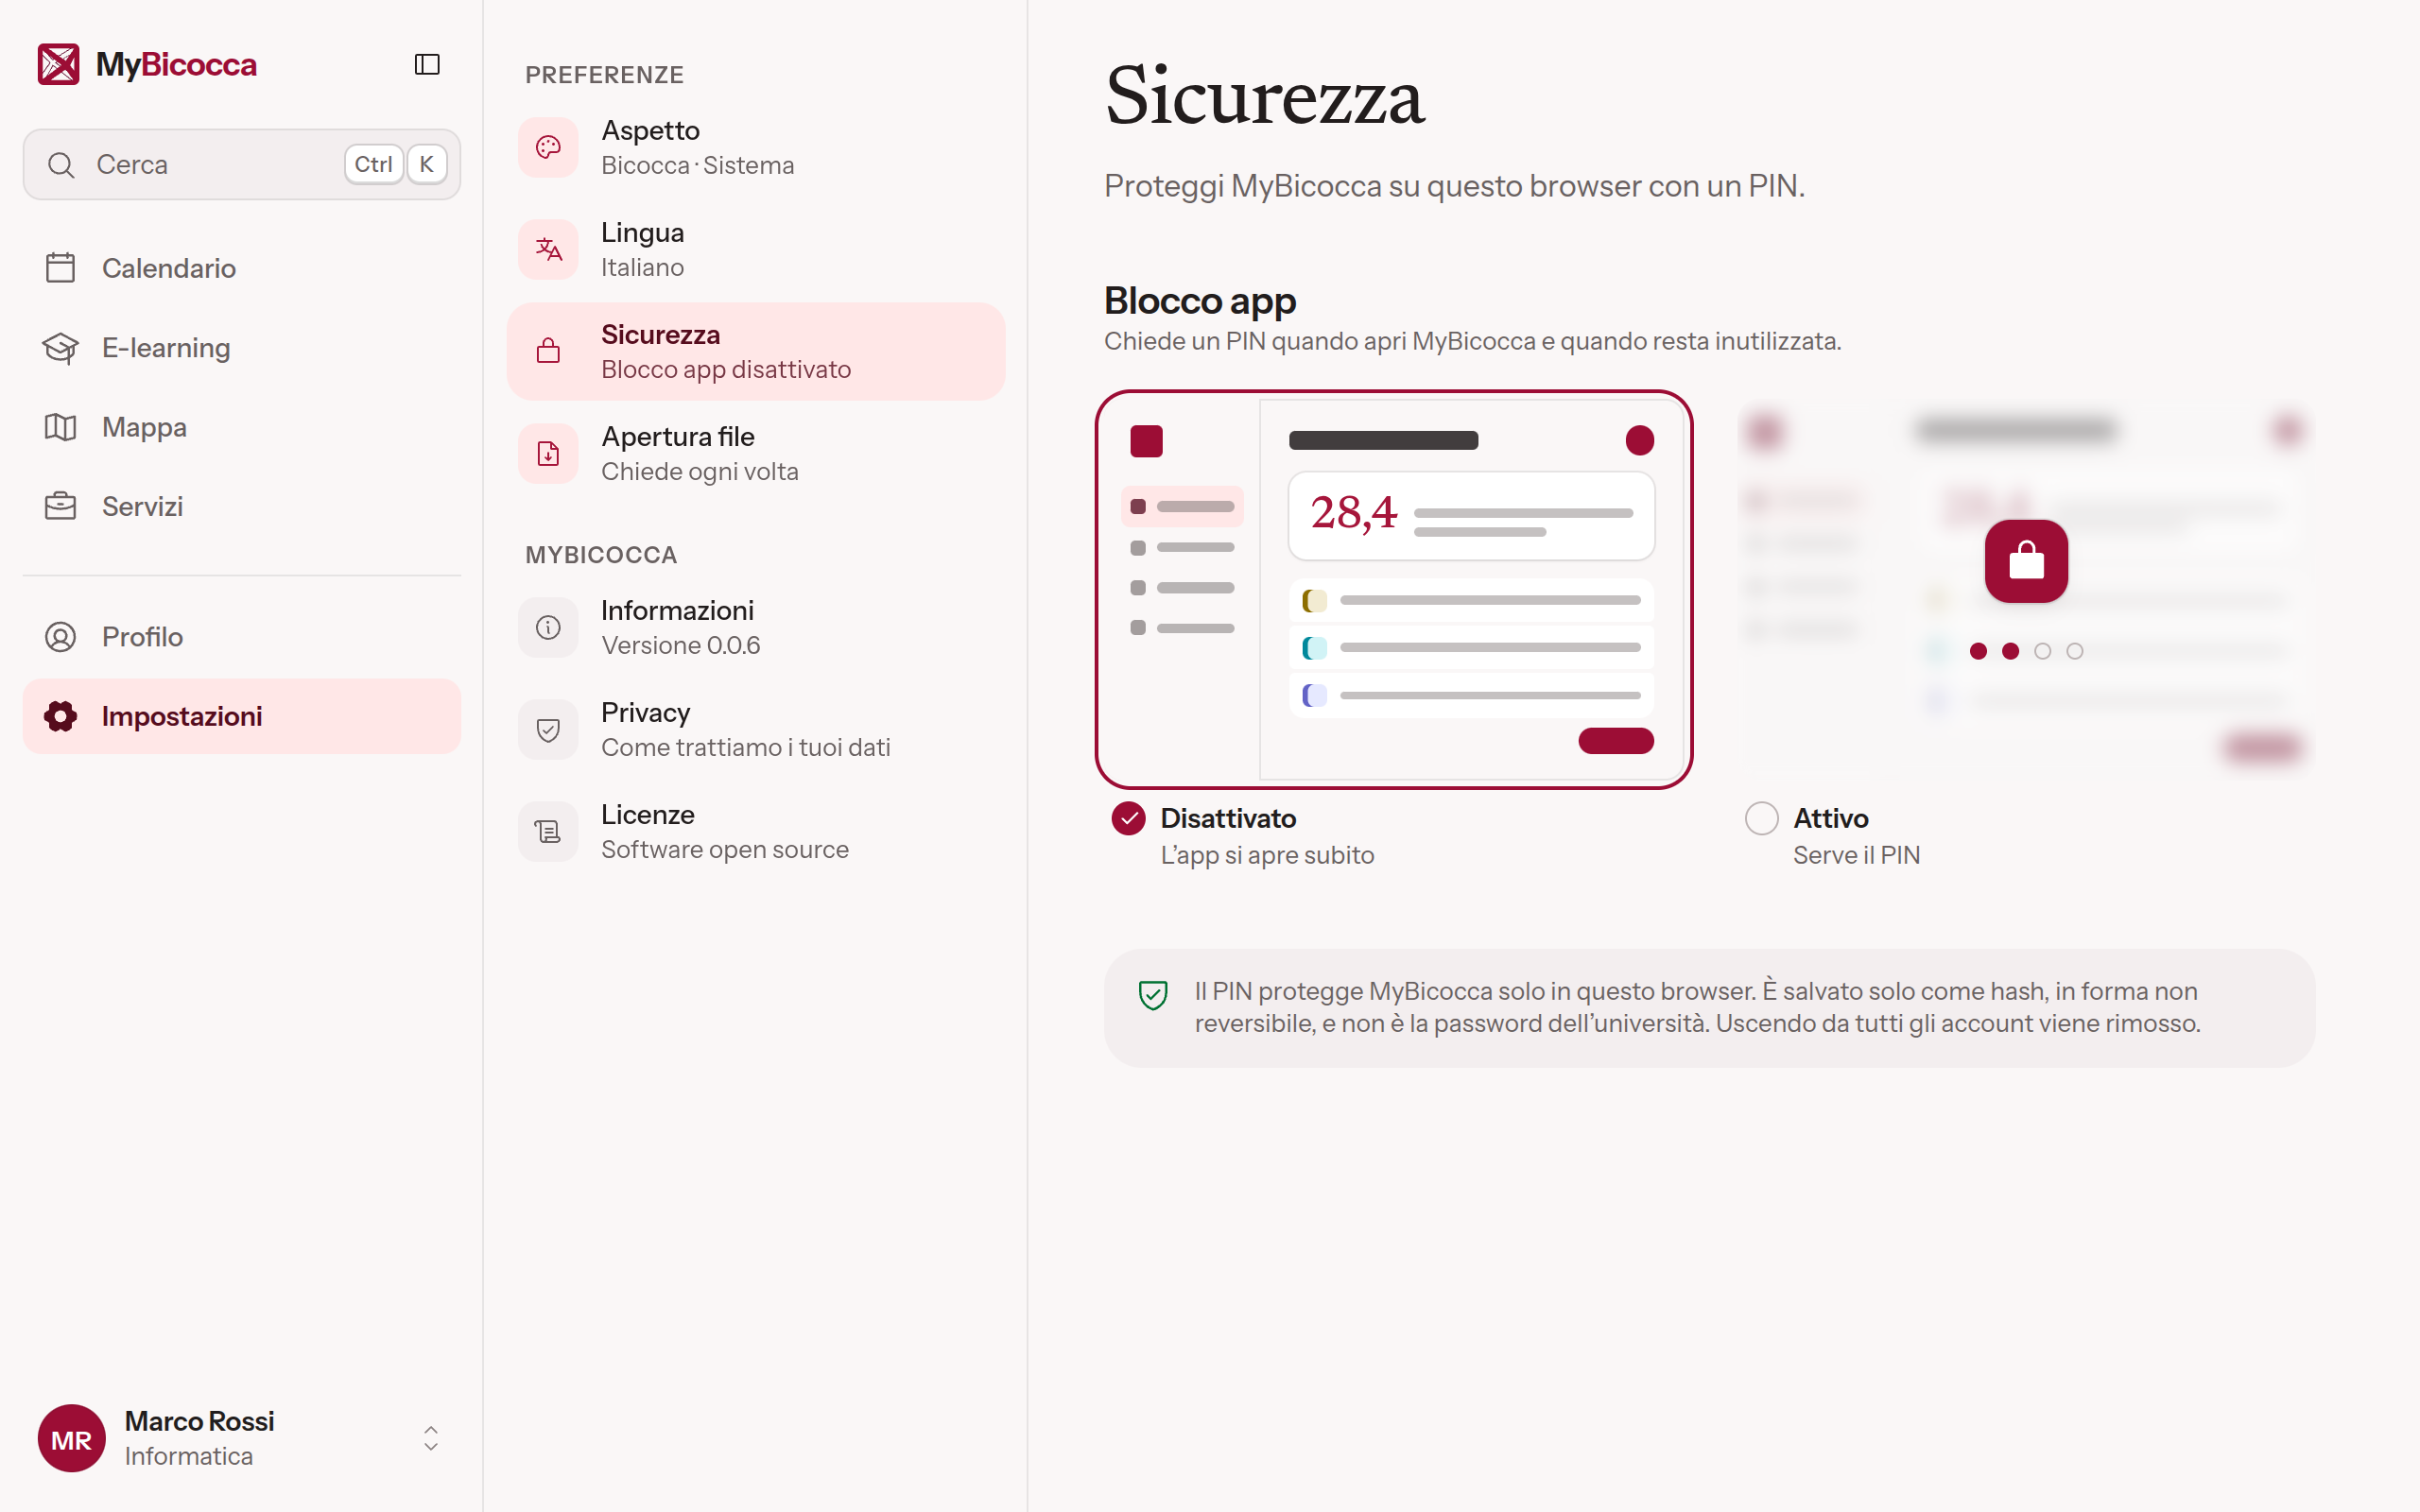 MyBicocca
Cerca
Ctrl K
Calendario
E-learning
Mappa
Servizi
Profilo
Impostazioni
Marco Rossi
MR
Informatica
PREFERENZE
Aspetto
Bicocca · Sistema
Lingua
Italiano
Sicurezza
Blocco app disattivato
Apertura file
Chiede ogni volta
MYBICOCCA
Informazioni
Versione 0.0.6
Privacy
Come trattiamo i tuoi dati
Licenze
Software open source
Sicurezza
Proteggi MyBicocca su questo browser con un PIN.
Blocco app
Chiede un PIN quando apri MyBicocca e quando resta inutilizzata.
28,4
Disattivato
L’app si apre subito
Attivo
Serve il PIN
Il PIN protegge MyBicocca solo in questo browser. È salvato solo come hash, in forma non
reversibile, e non è la password dell’università. Uscendo da tutti gli account viene rimosso.